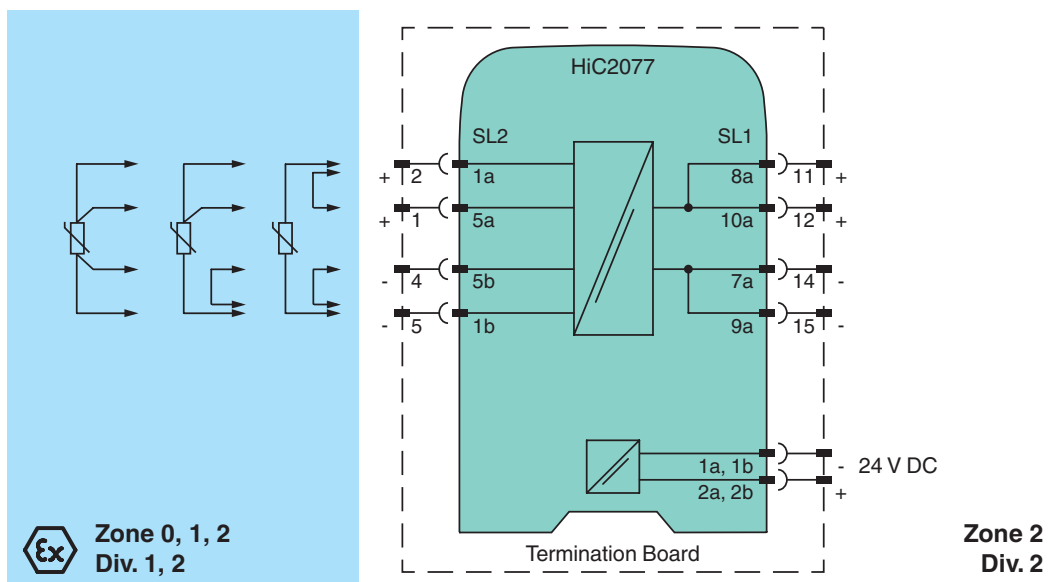 HiC2077
SL2 SL1
+ 2 1a 8a 11 +
+ 1 5a 10a 12 +
- 4 5b 7a 14 -
- 5 1b 9a 15 -
1a, 1b - 24 V DC
2a, 2b +
Ex Zone 0, 1, 2
Div. 1, 2
Termination Board
Zone 2
Div. 2